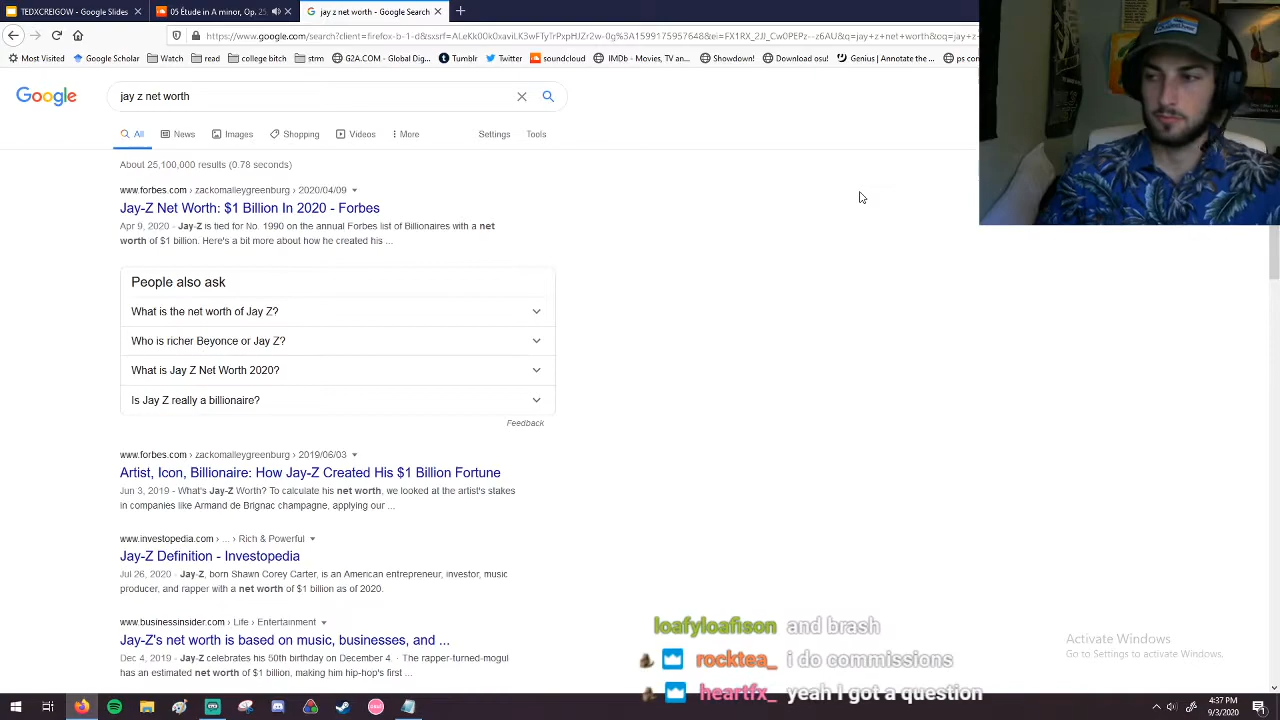 TEDXCREIGOW
05 Étude in A minor, Op. 25
jay z net worth - Google Search
Most Visited
Google Scholar
Watch
read
college bitch
strm
G2A.COM - Global Dig...
Tumblr
Twitter
soundcloud
IMDb - Movies, TV an...
Showdown!
Download osu!
Genius | Annotate the ...
ps con
Google
jay z net worth
All
News
Images
Shopping
Videos
More
Settings
Tools
About 25,100,000 results (0.78 seconds)
www.forbes.com › zackomalleygreenburg › 2020/04/09
Jay-Z Net Worth: $1 Billion In 2020 - Forbes
Apr 9, 2020 - Jay-Z is tied for No. 1990 on the annual Forbes list of Billionaires with a net
worth of $1 billion. Here's a bit more about how he created his ...
People also ask
What is the net worth of Jay Z?
Who is richer Beyonce or Jay Z?
What is Jay Z Net Worth 2020?
Is Jay Z really a billionaire?
Feedback
www.forbes.com › zackomalleygreenburg › 2019/06/03
Artist, Icon, Billionaire: How Jay-Z Created His $1 Billion Fortune
Jun 3, 2019 - What's Jay-Z Worth? To calculate his net worth, we looked at the artist's stakes
in companies like Armand de Brignac champagne, applying our ...
www.investopedia.com › ... › Rich & Powerful
Jay-Z Definition - Investopedia
Jul 26, 2020 - Jay-Z, born Shawn Corey Carter, is an American entrepreneur, investor, music
producer, and rapper with a net worth of $1 billion as of 2020.
www.businessinsider.com › Life › Entertainment
Jay-Z's net worth is based on music, businesses, and ...
Dec 4, 2019 - Jay-Z celebrates his 50th birthday on December 4. · The rapper-turned-mogul
has an estimated net worth of $1 billion, making him hip-hop's first ...
loafyloafison and brash
rocktea_ i do commissions
heartfx_ yeah I got a question
Activate Windows
Go to Settings to activate Windows.
4:37 PM
9/3/2020